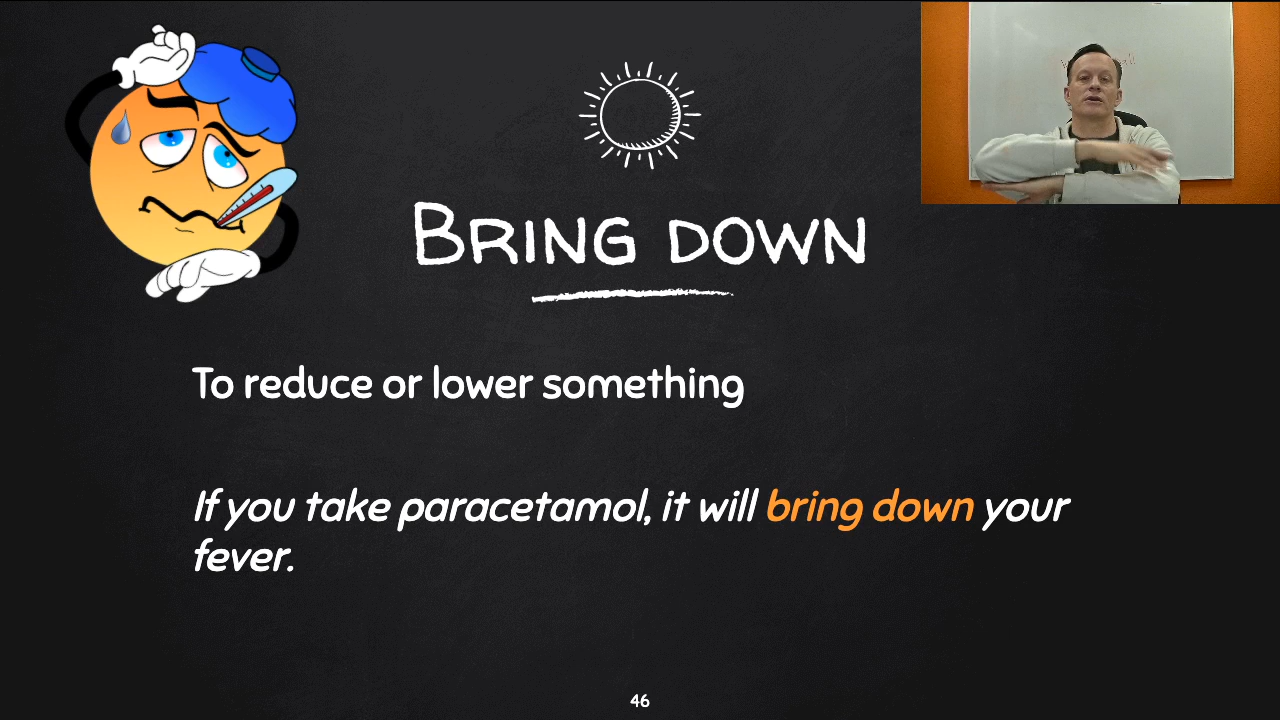 Bring down
To reduce or lower something
If you take paracetamol, it will bring down your
fever.
46